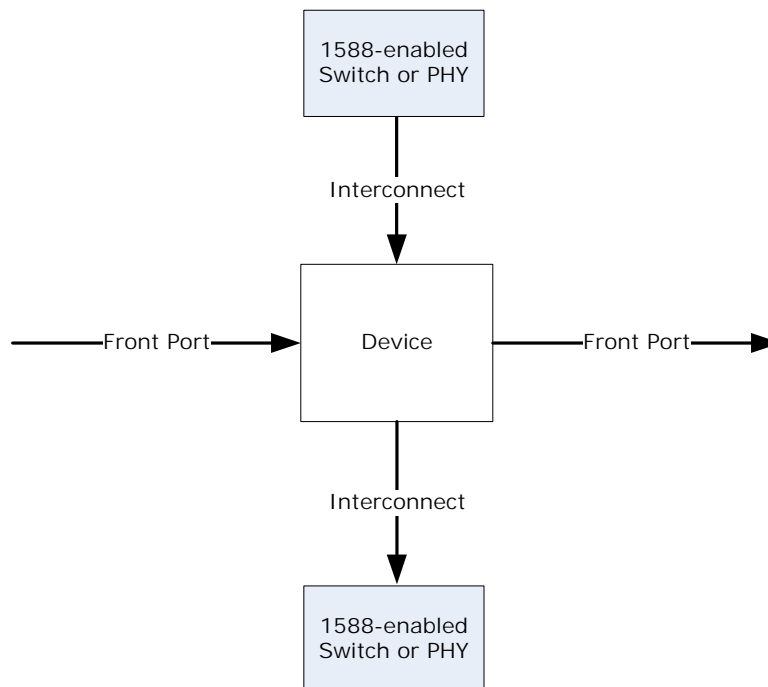 1588-enabled
Switch or PHY
Interconnect
Front Port
Device
Front Port
Interconnect
1588-enabled
Switch or PHY